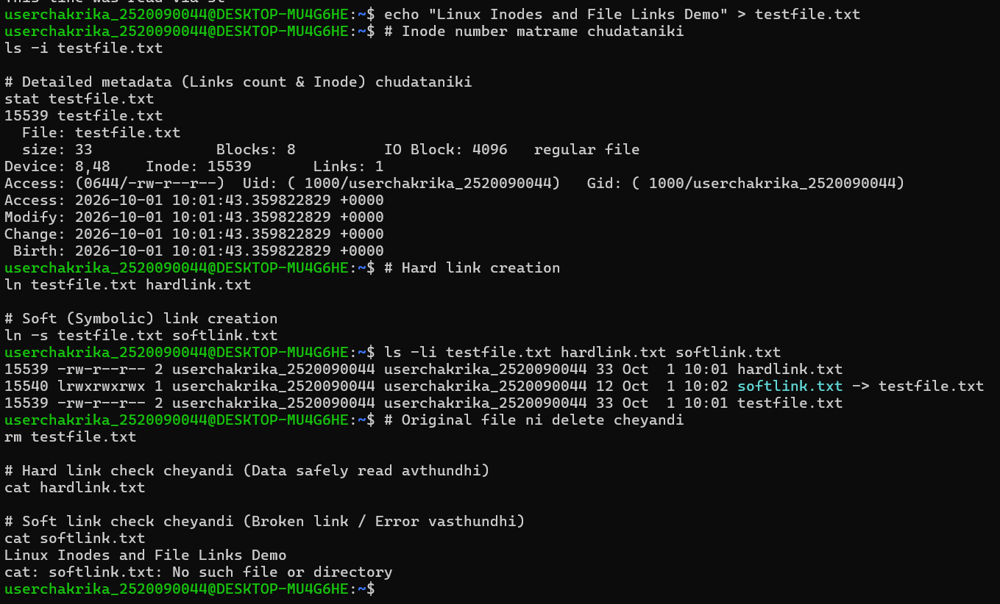 userchakrika_2520090044@DESKTOP-MU4G6HE:~$ echo "Linux Inodes and File Links Demo" > testfile.txt
userchakrika_2520090044@DESKTOP-MU4G6HE:~$ # Inode number matrame chudataniki
ls -i testfile.txt

# Detailed metadata (Links count & Inode) chudataniki
stat testfile.txt
15539 testfile.txt
  File: testfile.txt
  size: 33              Blocks: 8          IO Block: 4096   regular file
Device: 8,48    Inode: 15539       Links: 1
Access: (0644/-rw-r--r--)  Uid: ( 1000/userchakrika_2520090044)   Gid: ( 1000/userchakrika_2520090044)
Access: 2026-10-01 10:01:43.359822829 +0000
Modify: 2026-10-01 10:01:43.359822829 +0000
Change: 2026-10-01 10:01:43.359822829 +0000
 Birth: 2026-10-01 10:01:43.359822829 +0000
userchakrika_2520090044@DESKTOP-MU4G6HE:~$ # Hard link creation
ln testfile.txt hardlink.txt

# Soft (Symbolic) link creation
ln -s testfile.txt softlink.txt
userchakrika_2520090044@DESKTOP-MU4G6HE:~$ ls -li testfile.txt hardlink.txt softlink.txt
15539 -rw-r--r-- 2 userchakrika_2520090044 userchakrika_2520090044 33 Oct  1 10:01 hardlink.txt
15540 lrwxrwxrwx 1 userchakrika_2520090044 userchakrika_2520090044 12 Oct  1 10:02 softlink.txt -> testfile.txt
15539 -rw-r--r-- 2 userchakrika_2520090044 userchakrika_2520090044 33 Oct  1 10:01 testfile.txt
userchakrika_2520090044@DESKTOP-MU4G6HE:~$ # Original file ni delete cheyandi
rm testfile.txt

# Hard link check cheyandi (Data safely read avthundhi)
cat hardlink.txt

# Soft link check cheyandi (Broken link / Error vasthundhi)
cat softlink.txt
Linux Inodes and File Links Demo
cat: softlink.txt: No such file or directory
userchakrika_2520090044@DESKTOP-MU4G6HE:~$